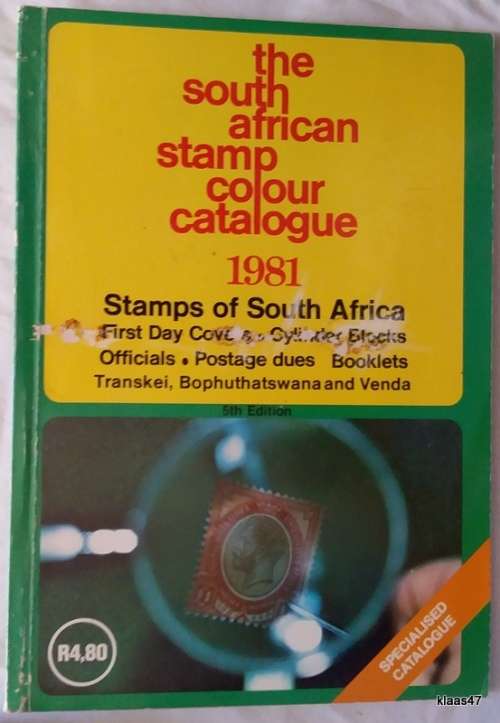 the
south
african
stamp
colour
catalogue
1981
Stamps of South Africa
First Day Cylinder Blocks
Officials • Postage dues Booklets
Transkei, Bophuthatswana and Venda
5th Edition
R4,80
SPECIALISED
CATALOGUE
klaas47